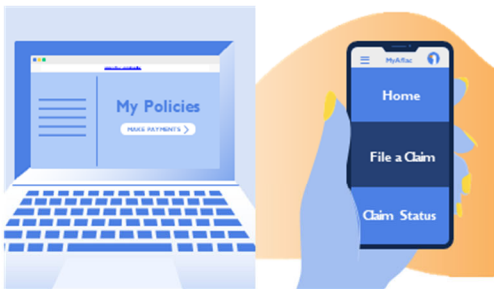 My Policies
MAKE PAYMENTS
MyAflac
Home
File a Claim
Claim Status